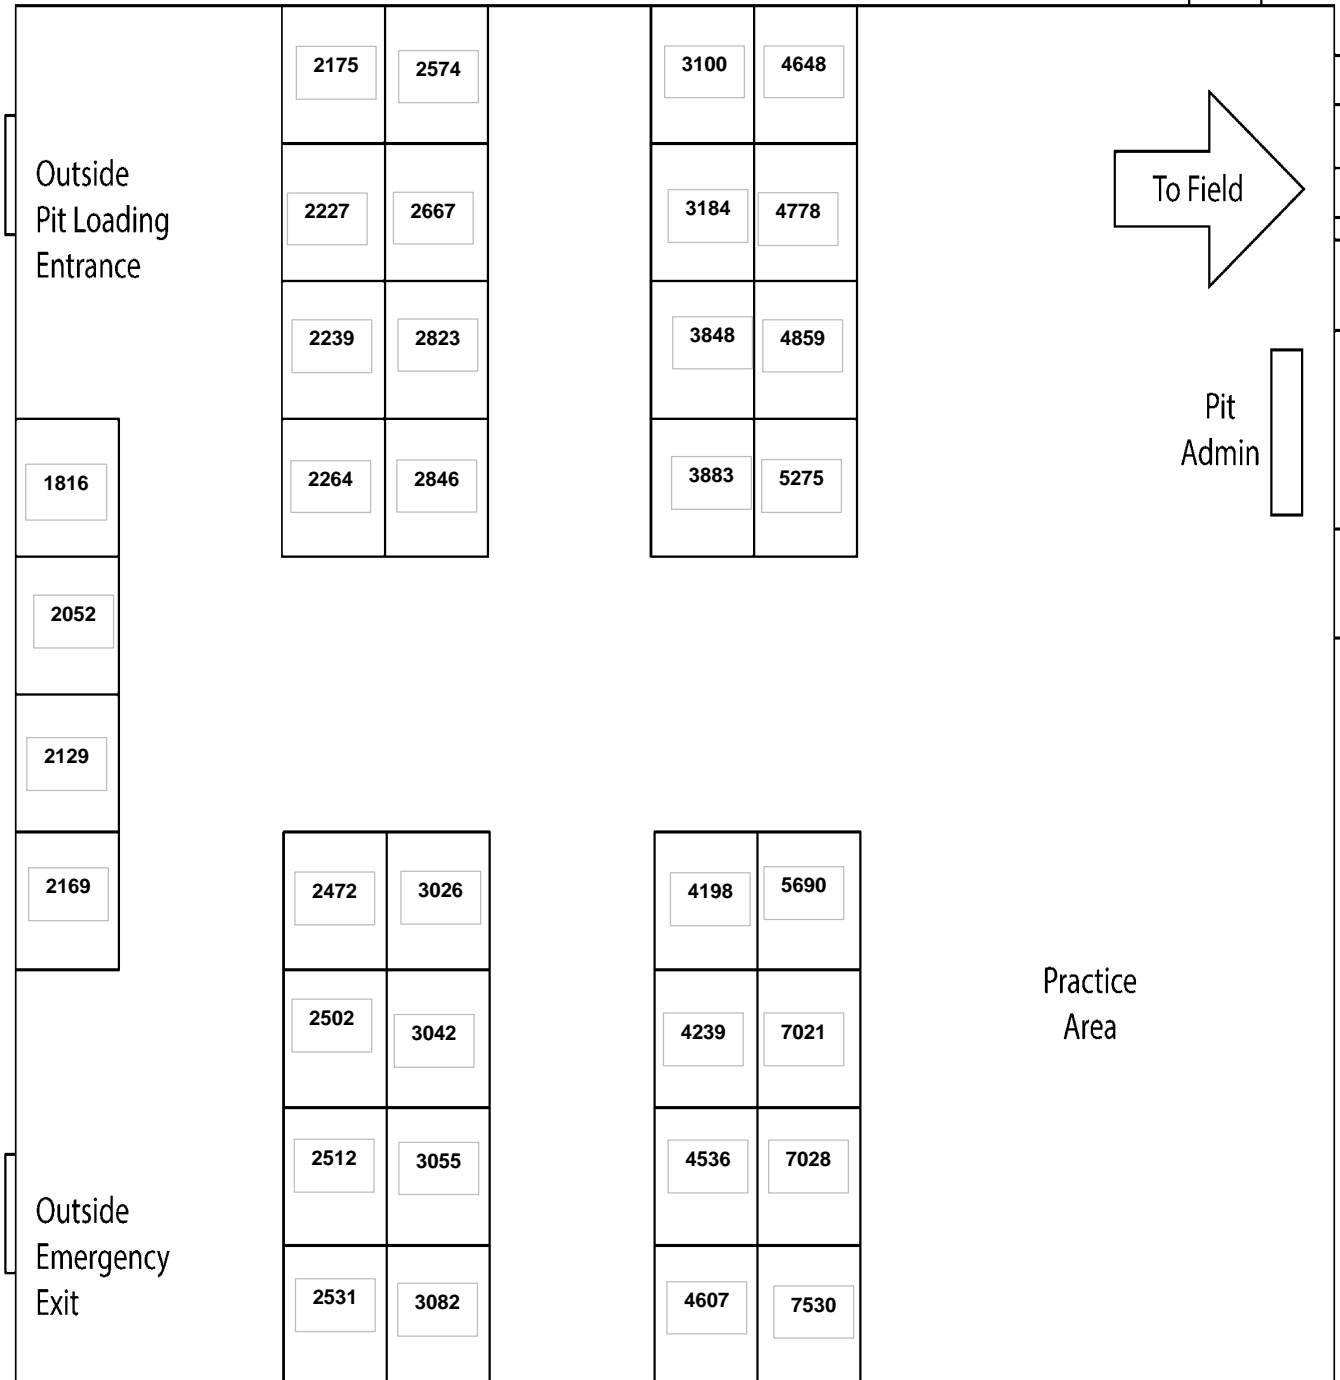 2175 2574 3100 4648
Outside
Pit Loading
Entrance
To Field
2227 2667 3184 4778
2239 2823 3848 4859
Pit
Admin
1816 2264 2846 3883 5275
2052
2129
2169 2472 3026 4198 5690
Practice
Area
2502 3042 4239 7021
2512 3055 4536 7028
Outside
Emergency
Exit
2531 3082 4607 7530